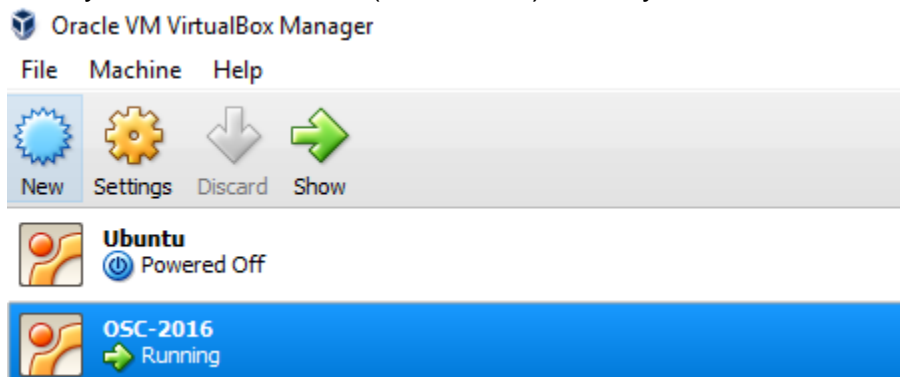 Oracle VM VirtualBox Manager
File Machine Help
New Settings Discard Show
Ubuntu
Powered Off
OSC-2016
Running